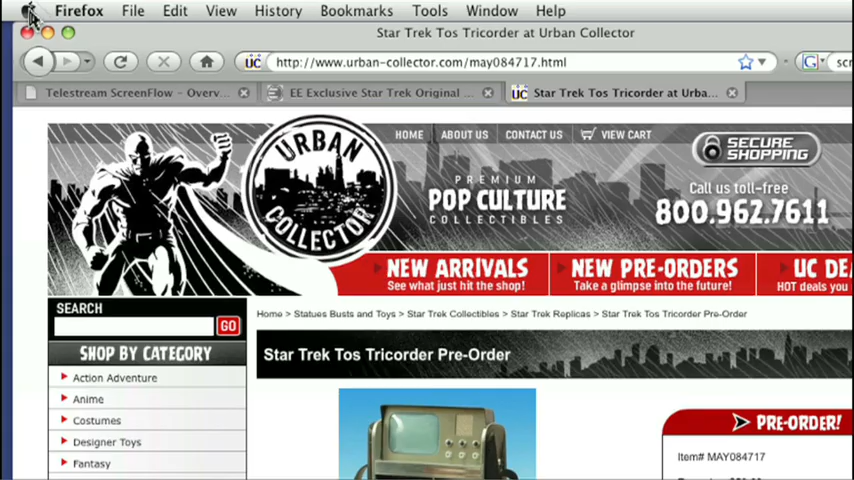 Firefox File Edit View History Bookmarks Tools Window Help
Star Trek Tos Tricorder at Urban Collector
UC http://www.urban-collector.com/may084717.html G scr
Telestream ScreenFlow – Overv... EE Exclusive Star Trek Original ... UC Star Trek Tos Tricorder at Urba...
HOME ABOUT US CONTACT US VIEW CART
URBAN COLLECTOR
PREMIUM
POP CULTURE
COLLECTIBLES
SECURE SHOPPING
Call us toll-free
800.962.7611
NEW ARRIVALS
See what just hit the shop!
NEW PRE-ORDERS
Take a glimpse into the future!
UC DEA
HOT deals you
SEARCH
GO
Home > Statues Busts and Toys > Star Trek Collectibles > Star Trek Replicas > Star Trek Tos Tricorder Pre-Order
SHOP BY CATEGORY
Star Trek Tos Tricorder Pre-Order
Action Adventure
Anime
Costumes
Designer Toys
Fantasy
PRE-ORDER!
Item# MAY084717